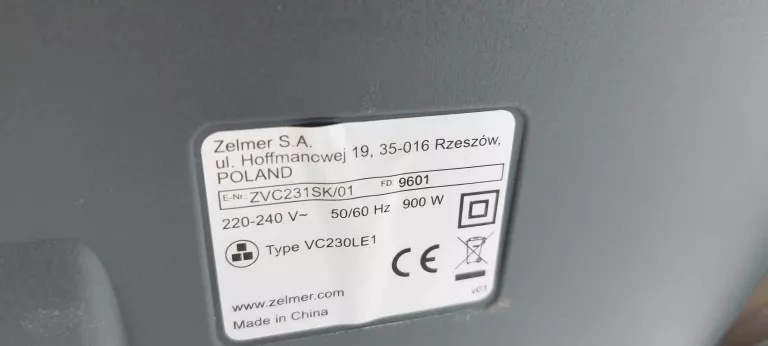 Zelmer S.A.
ul. Hoffmanowej 19, 35-016 Rzeszów,
POLAND
E-Nr.: ZVC231SK/01 FD: 9601
220-240 V~ 50/60 Hz 900 W
Type VC230LE1
CE
www.zelmer.com
Made in China v01